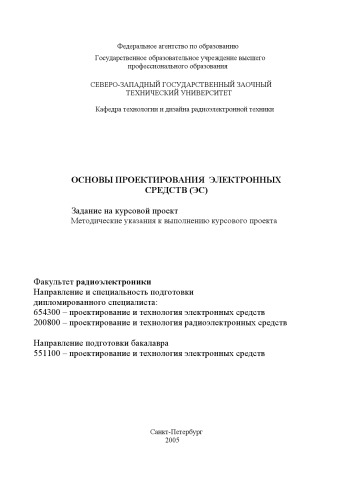 Федеральное агентство по образованию
Государственное образовательное учреждение высшего
профессионального образования
СЕВЕРО-ЗАПАДНЫЙ ГОСУДАРСТВЕННЫЙ ЗАОЧНЫЙ
ТЕХНИЧЕСКИЙ УНИВЕРСИТЕТ
Кафедра технологии и дизайна радиоэлектронной техники
ОСНОВЫ ПРОЕКТИРОВАНИЯ ЭЛЕКТРОННЫХ
СРЕДСТВ (ЭС)
Задание на курсовой проект
Методические указания к выполнению курсового проекта
Факультет радиоэлектроники
Направление и специальность подготовки
дипломированного специалиста:
654300 – проектирование и технология электронных средств
200800 – проектирование и технология радиоэлектронных средств
Направление подготовки бакалавра
551100 – проектирование и технология электронных средств
Санкт-Петербург
2005